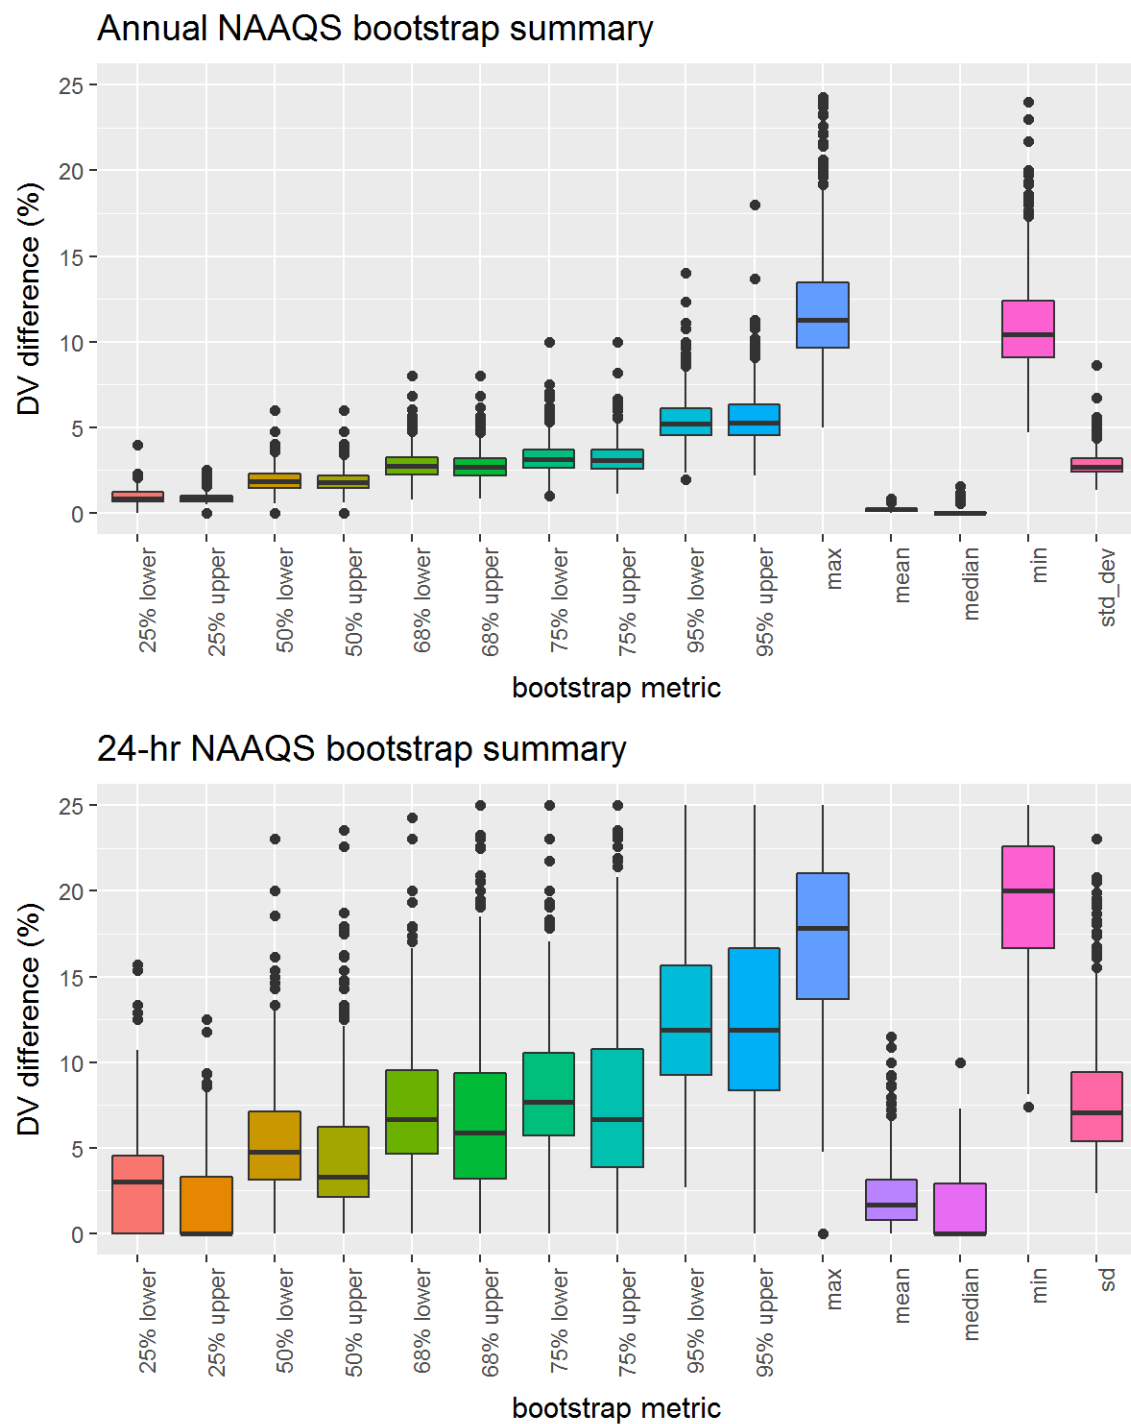 Annual NAAQS bootstrap summary
DV difference (%)
25
20
15
10
5
0
25% lower
25% upper
50% lower
50% upper
68% lower
68% upper
75% lower
75% upper
95% lower
95% upper
max
mean
median
min
std_dev
bootstrap metric
24-hr NAAQS bootstrap summary
DV difference (%)
25
20
15
10
5
0
25% lower
25% upper
50% lower
50% upper
68% lower
68% upper
75% lower
75% upper
95% lower
95% upper
max
mean
median
min
sd
bootstrap metric